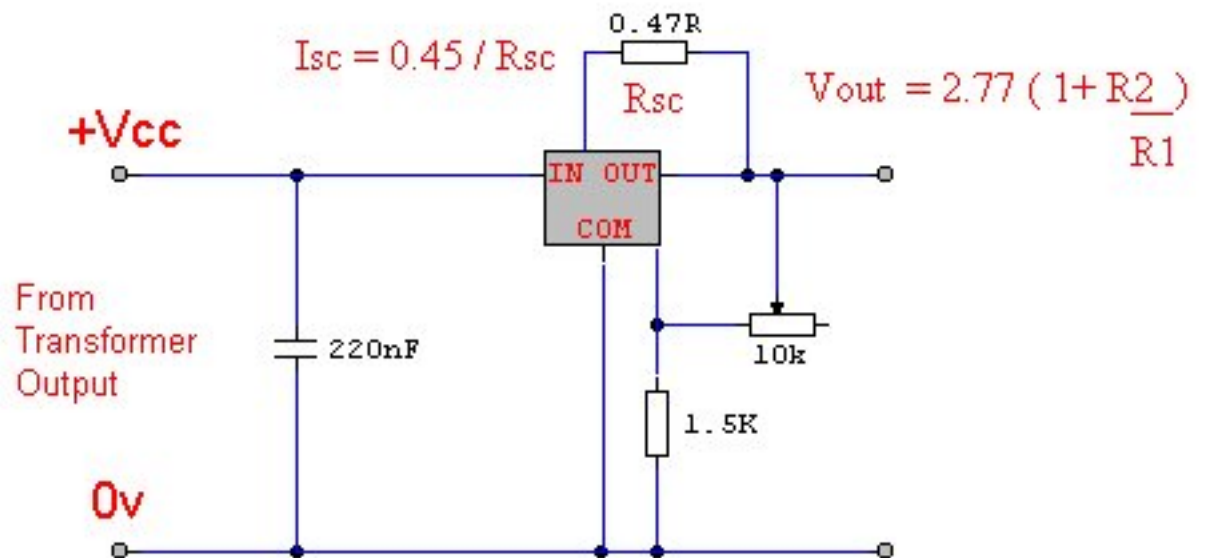 0.47R
Isc = 0.45 / Rsc
Rsc
Vout = 2.77 ( 1+ R2 )
R1
+Vcc
IN OUT
COM
From
Transformer
Output
220nF
10k
1.5K
0v